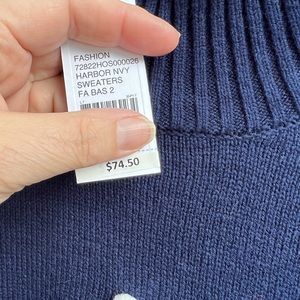 FASHION
72822HOS000026
HARBOR NVY
SWEATERS
FA BAS 2
$74.50